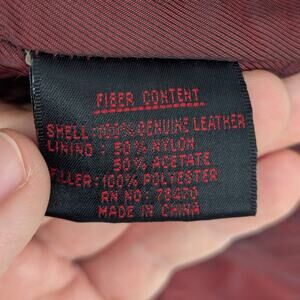 FIBER CONTENT
SHELL:100% GENUINE LEATHER
LINING : 50% NYLON
50% ACETATE
FILLER:100% POLYESTER
RN NO: 78470
MADE IN CHINA